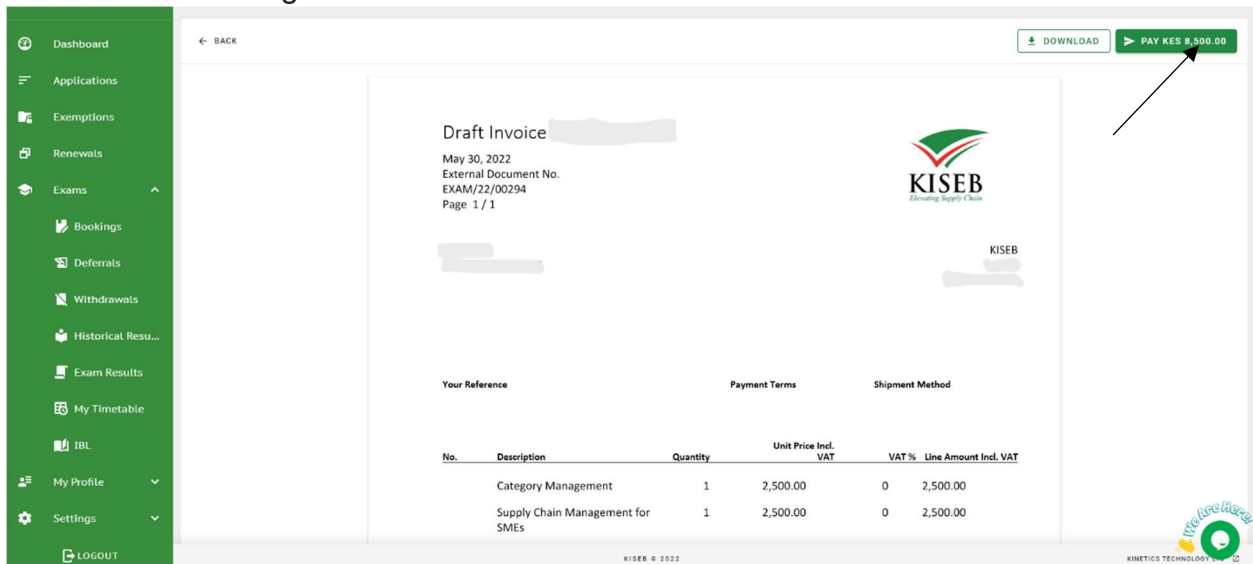 Dashboard
Applications
Exemptions
Renewals
Exams
Bookings
Deferrals
Withdrawals
Historical Resu...
Exam Results
My Timetable
IBL
My Profile
Settings
LOGOUT
← BACK
DOWNLOAD
PAY KES 8,500.00
Draft Invoice
May 30, 2022
External Document No.
EXAM/22/00294
Page 1 / 1
KISEB
Elevating Supply Chain
KISEB
Your Reference Payment Terms Shipment Method
No. Description Quantity Unit Price Incl. VAT VAT % Line Amount Incl. VAT
Category Management 1 2,500.00 0 2,500.00
Supply Chain Management for 1 2,500.00 0 2,500.00
SMEs
KISEB © 2022
KINETICS TECHNOLOGY
We Are Here!